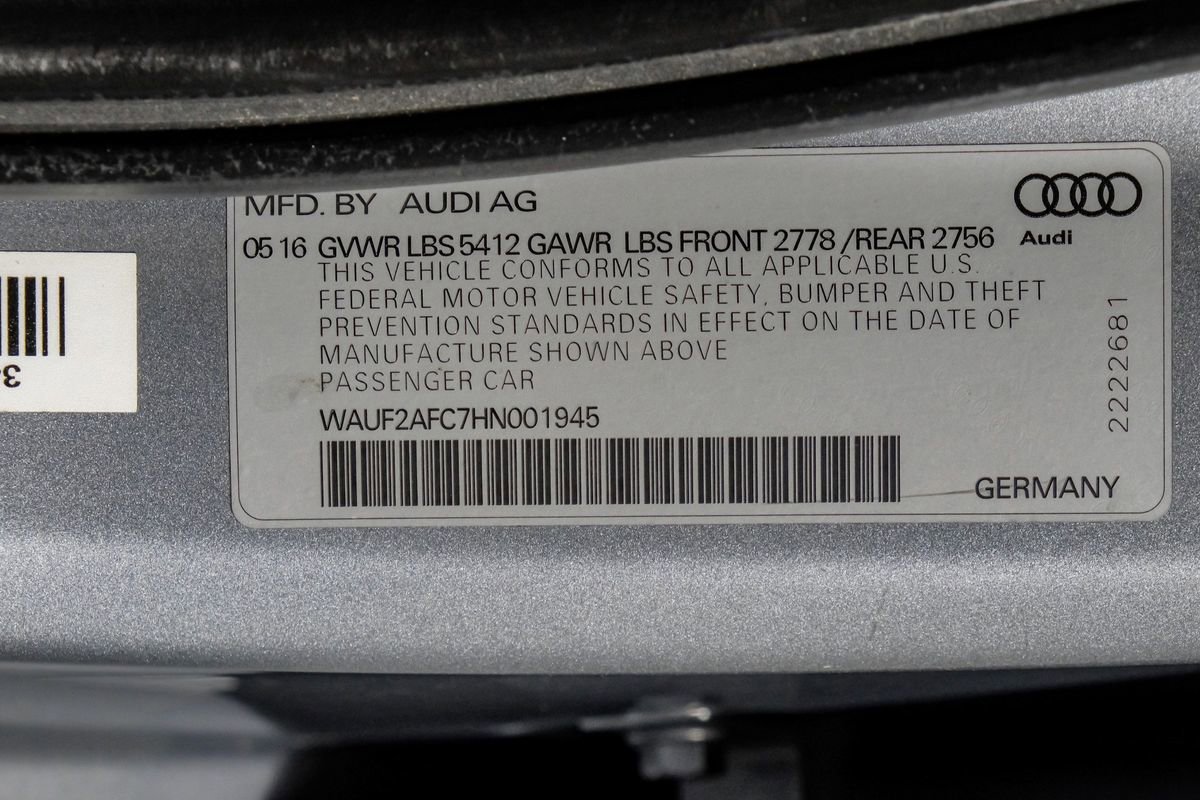 MFD. BY AUDI AG
05 16 GVWR LBS 5412 GAWR LBS FRONT 2778 /REAR 2756
Audi
THIS VEHICLE CONFORMS TO ALL APPLICABLE U.S.
FEDERAL MOTOR VEHICLE SAFETY, BUMPER AND THEFT
PREVENTION STANDARDS IN EFFECT ON THE DATE OF
MANUFACTURE SHOWN ABOVE
PASSENGER CAR
WAUF2AFC7HN001945
GERMANY
2222681